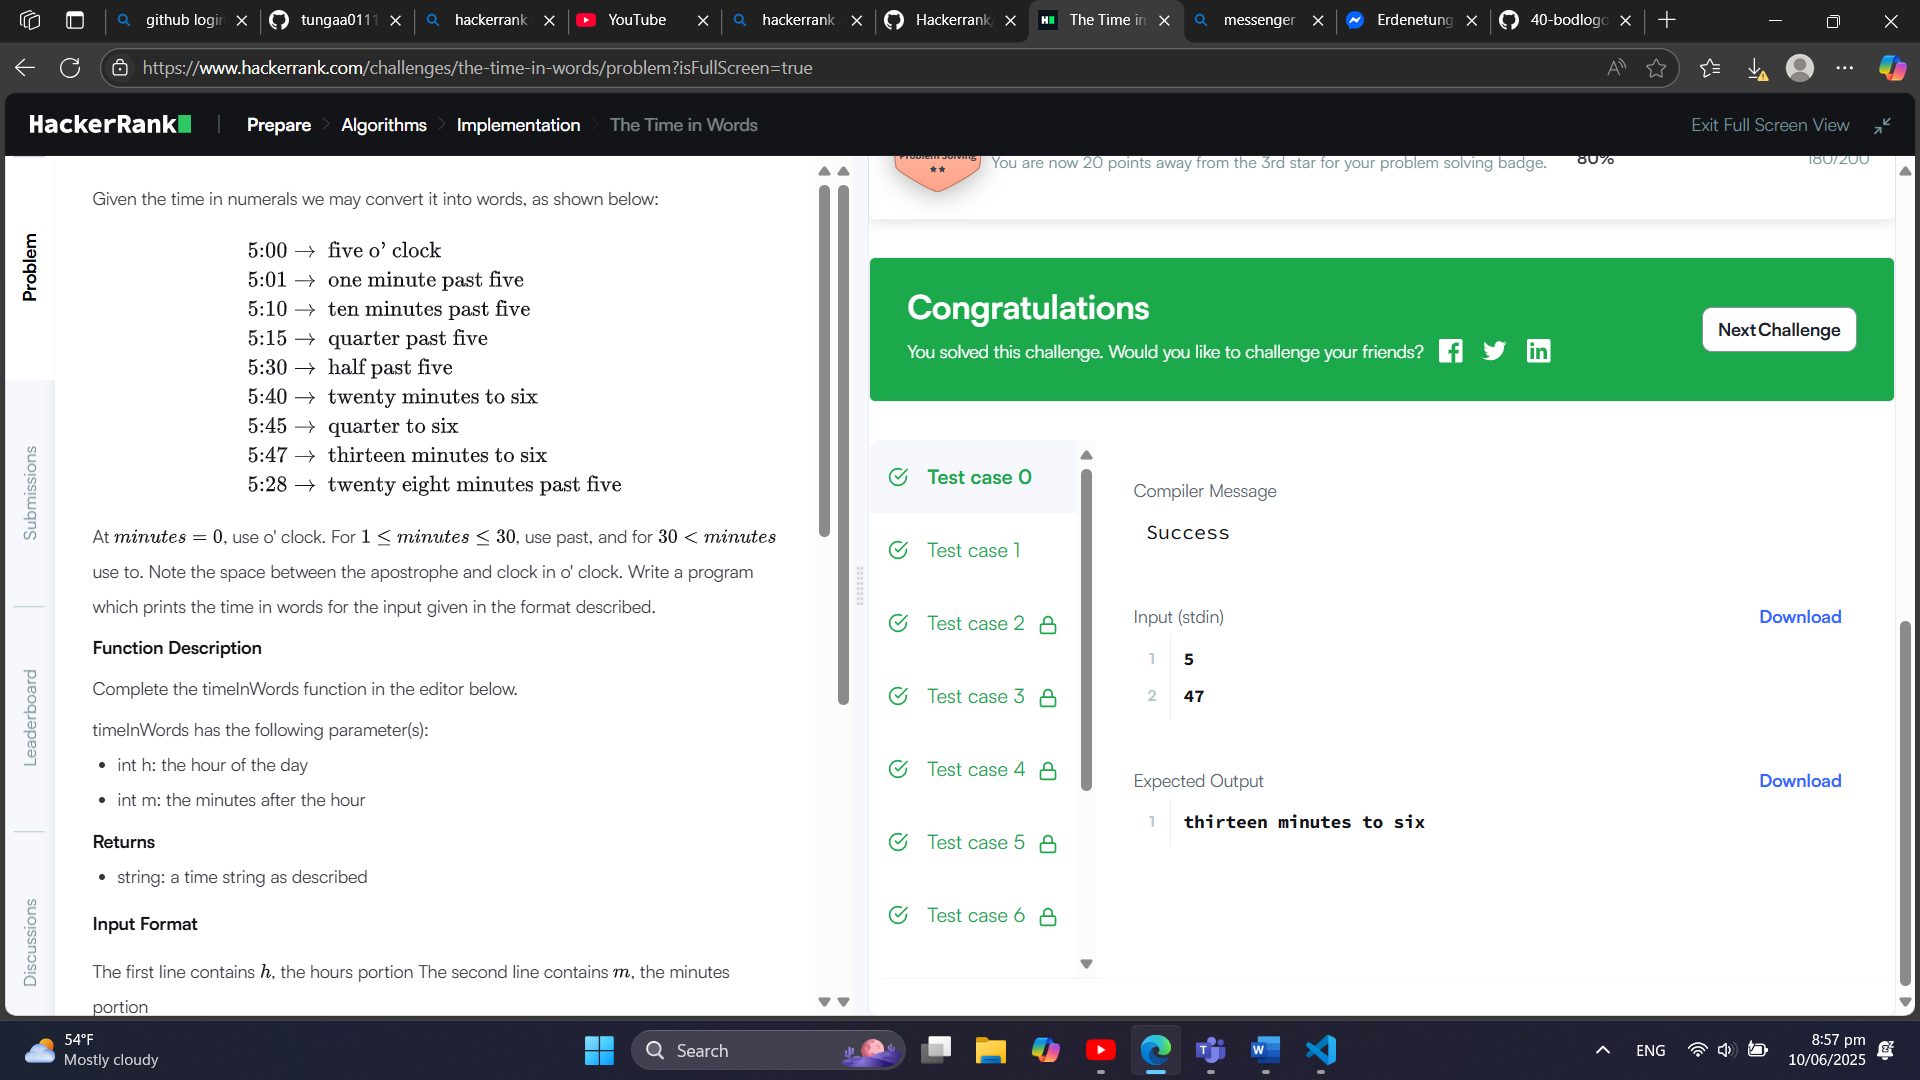 github login
tungaa0111
hackerrank
YouTube
hackerrank
Hackerrank
The Time in
messenger
Erdenetung
40-bodlogo
https://www.hackerrank.com/challenges/the-time-in-words/problem?isFullScreen=true
HackerRank
Prepare
Algorithms
Implementation
The Time in Words
Exit Full Screen View
Problem
Submissions
Leaderboard
Discussions
Given the time in numerals we may convert it into words, as shown below:
5:00 → five o' clock
5:01 → one minute past five
5:10 → ten minutes past five
5:15 → quarter past five
5:30 → half past five
5:40 → twenty minutes to six
5:45 → quarter to six
5:47 → thirteen minutes to six
5:28 → twenty eight minutes past five
At minutes = 0, use o' clock. For 1 ≤ minutes ≤ 30, use past, and for 30 < minutes
use to. Note the space between the apostrophe and clock in o' clock. Write a program
which prints the time in words for the input given in the format described.
Function Description
Complete the timeInWords function in the editor below.
timeInWords has the following parameter(s):
• int h: the hour of the day
• int m: the minutes after the hour
Returns
• string: a time string as described
Input Format
The first line contains h, the hours portion The second line contains m, the minutes
portion
Problem Solving
You are now 20 points away from the 3rd star for your problem solving badge.
80%
180/200
Congratulations
You solved this challenge. Would you like to challenge your friends?
Next Challenge
Test case 0
Test case 1
Test case 2
Test case 3
Test case 4
Test case 5
Test case 6
Compiler Message
Success
Input (stdin)
Download
1 5
2 47
Expected Output
Download
1 thirteen minutes to six
54°F
Mostly cloudy
Search
ENG
8:57 pm
10/06/2025